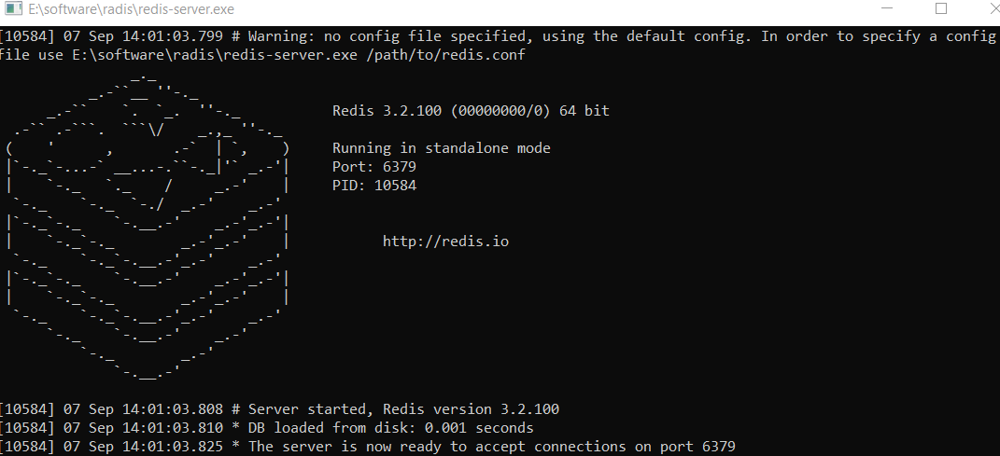 E:\software\radis\redis-server.exe
[10584] 07 Sep 14:01:03.799 # Warning: no config file specified, using the default config. In order to specify a config
file use E:\software\radis\redis-server.exe /path/to/redis.conf
Redis 3.2.100 (00000000/0) 64 bit
Running in standalone mode
Port: 6379
PID: 10584
http://redis.io
[10584] 07 Sep 14:01:03.808 # Server started, Redis version 3.2.100
[10584] 07 Sep 14:01:03.810 * DB loaded from disk: 0.001 seconds
[10584] 07 Sep 14:01:03.825 * The server is now ready to accept connections on port 6379